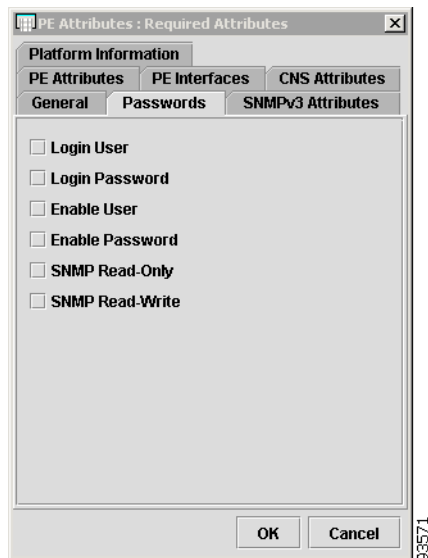 PE Attributes : Required Attributes
Platform Information
PE Attributes PE Interfaces CNS Attributes
General Passwords SNMPv3 Attributes
Login User
Login Password
Enable User
Enable Password
SNMP Read-Only
SNMP Read-Write
OK Cancel
93571